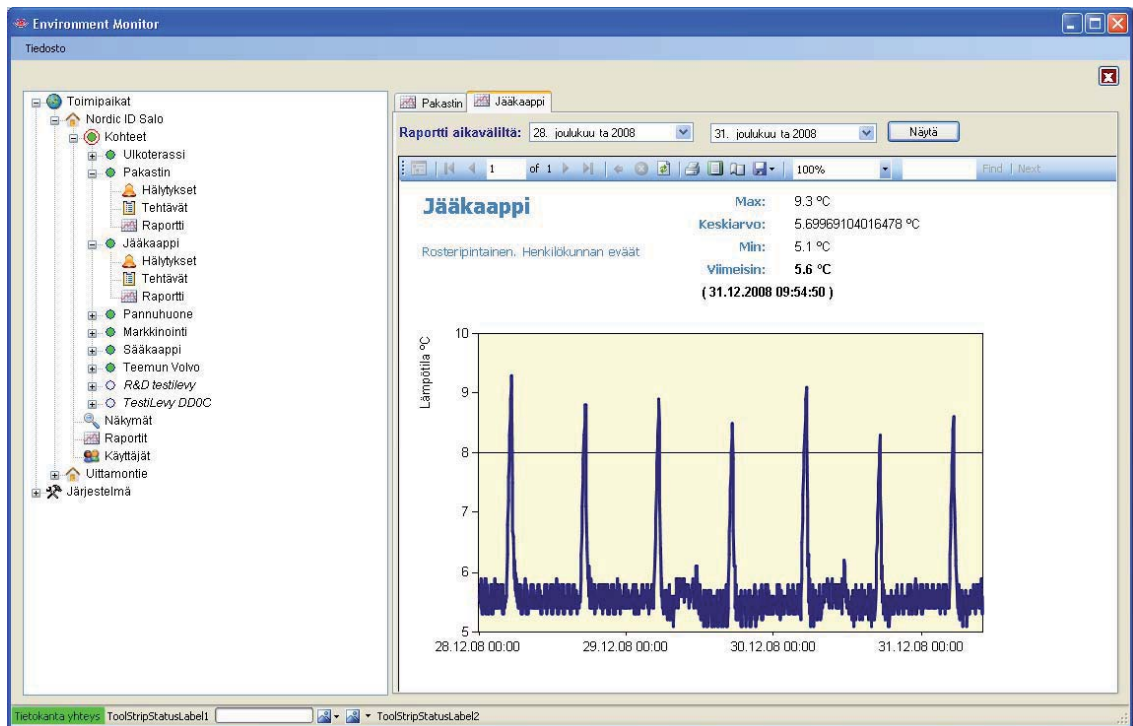 Environment Monitor
Tiedosto
Toimipaikat
Nordic ID Salo
Kohteet
Ulkoterassi
Pakastin
Hälytykset
Tehtävät
Raportti
Jääkaappi
Hälytykset
Tehtävät
Raportti
Pannuhuone
Markkinointi
Sääkaappi
Teemun Volvo
R&D testilevy
TestiLevy DD0C
Näkymät
Raportit
Käyttäjät
Uittamontie
Järjestelmä
Pakastin Jääkaappi
Raportti aikaväliltä: 28. joulukuu ta 2008 31. joulukuu ta 2008 Näytä
1 of 1 100% Find | Next
Jääkaappi
Rosteripintainen. Henkilökunnan eväät
Max: 9.3 ºC
Keskiarvo: 5.69969104016478 ºC
Min: 5.1 ºC
Viimeisin: 5.6 ºC
( 31.12.2008 09:54:50 )
Lämpötila ºC
10
9
8
7
6
5
28.12.08 00:00 29.12.08 00:00 30.12.08 00:00 31.12.08 00:00
Tietokanta yhteys ToolStripStatusLabel1 ToolStripStatusLabel2